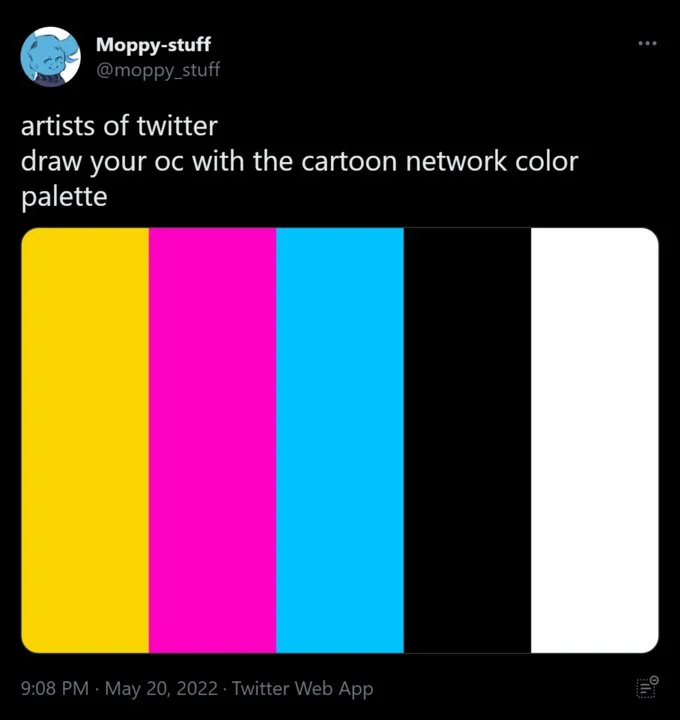 Moppy-stuff
@moppy_stuff
artists of twitter
draw your oc with the cartoon network color
palette
9:08 PM · May 20, 2022 · Twitter Web App